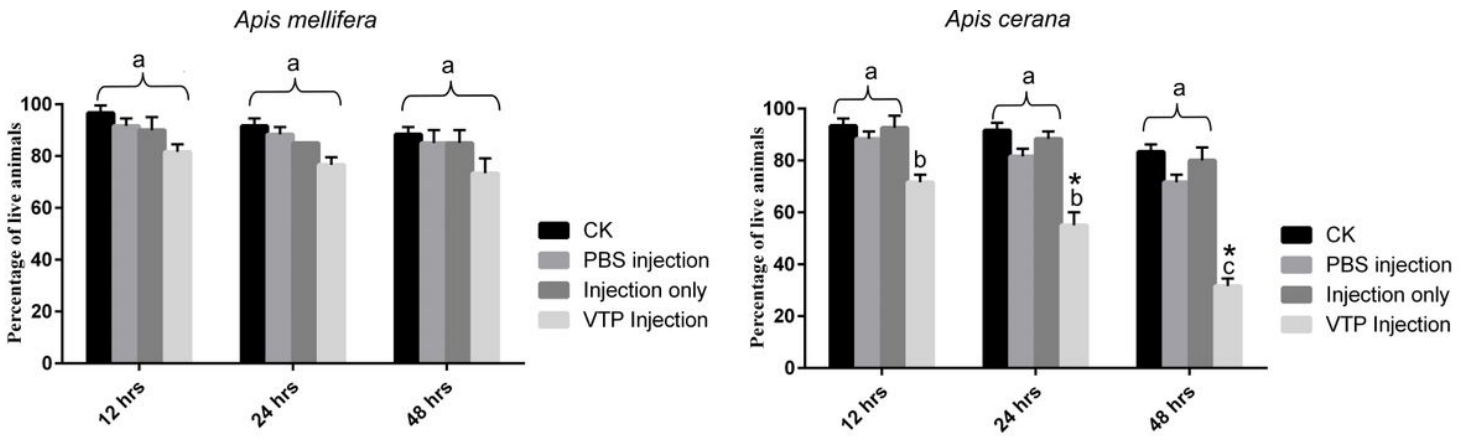 Apis mellifera
a
a
a
100
80
60
40
20
0
Percentage of live animals
12 hrs
24 hrs
48 hrs
CK
PBS injection
Injection only
VTP Injection
Apis cerana
a
a
a
b
*
b
*
c
100
80
60
40
20
0
Percentage of live animals
12 hrs
24 hrs
48 hrs
CK
PBS injection
Injection only
VTP Injection